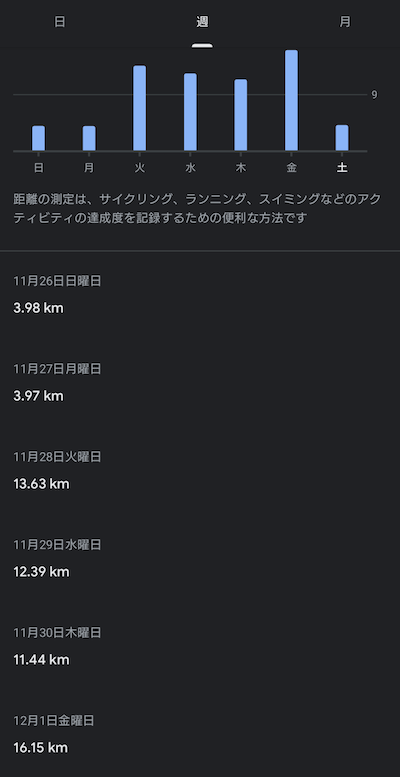 日 週 月
9
日 月 火 水 木 金 土
距離の測定は、サイクリング、ランニング、スイミングなどのアク
ティビティの達成度を記録するための便利な方法です
11月26日日曜日
3.98 km
11月27日月曜日
3.97 km
11月28日火曜日
13.63 km
11月29日水曜日
12.39 km
11月30日木曜日
11.44 km
12月1日金曜日
16.15 km